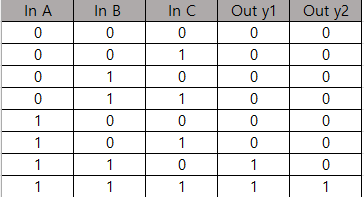 In A In B In C Out y1 Out y2
0 0 0 0 0
0 0 1 0 0
0 1 0 0 0
0 1 1 0 0
1 0 0 0 0
1 0 1 0 0
1 1 0 1 0
1 1 1 1 1